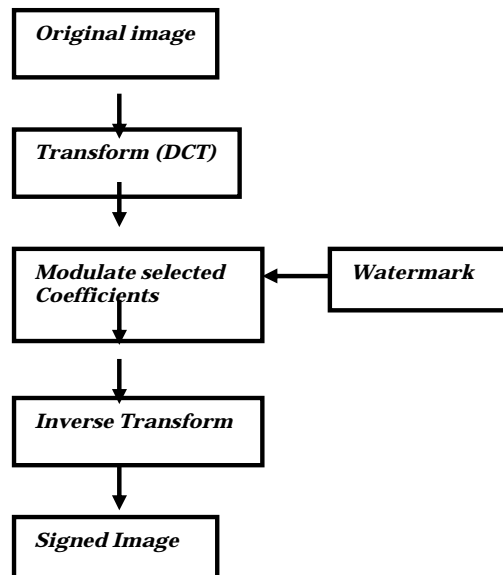 Original image
Transform (DCT)
Modulate selected
Coefficients
Watermark
Inverse Transform
Signed Image